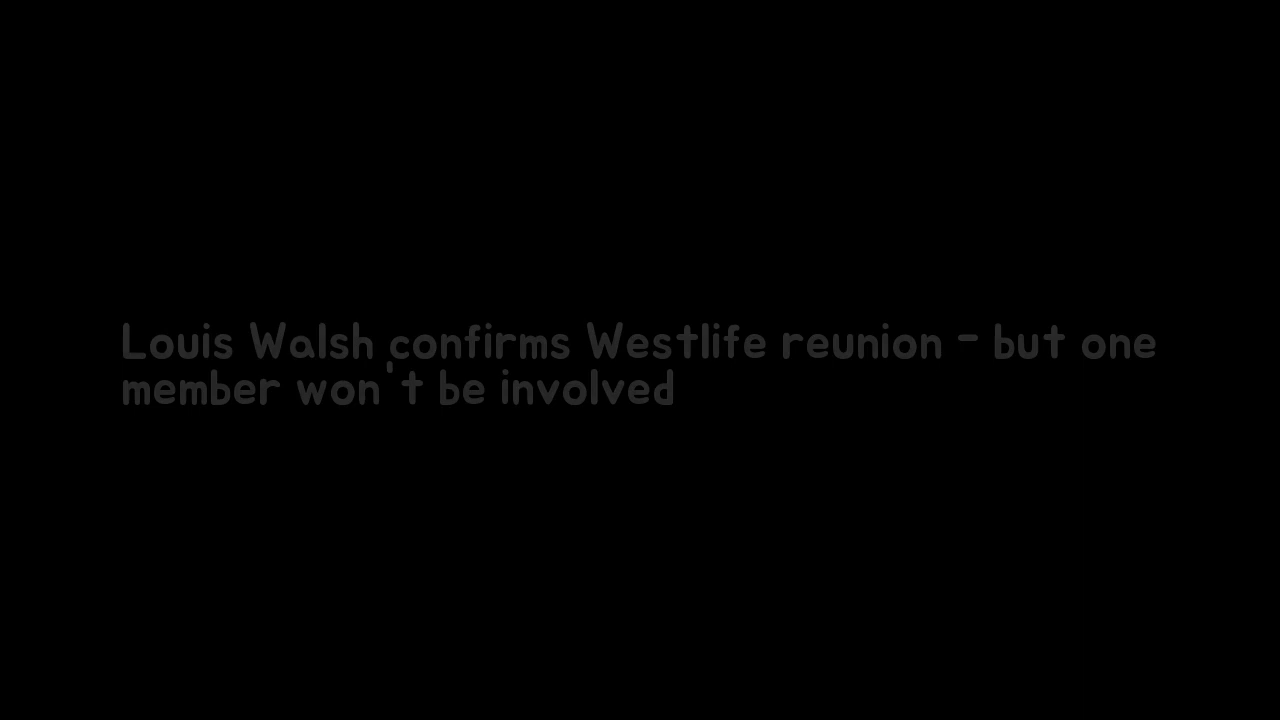 Louis Walsh confirms Westlife reunion - but one
member won't be involved